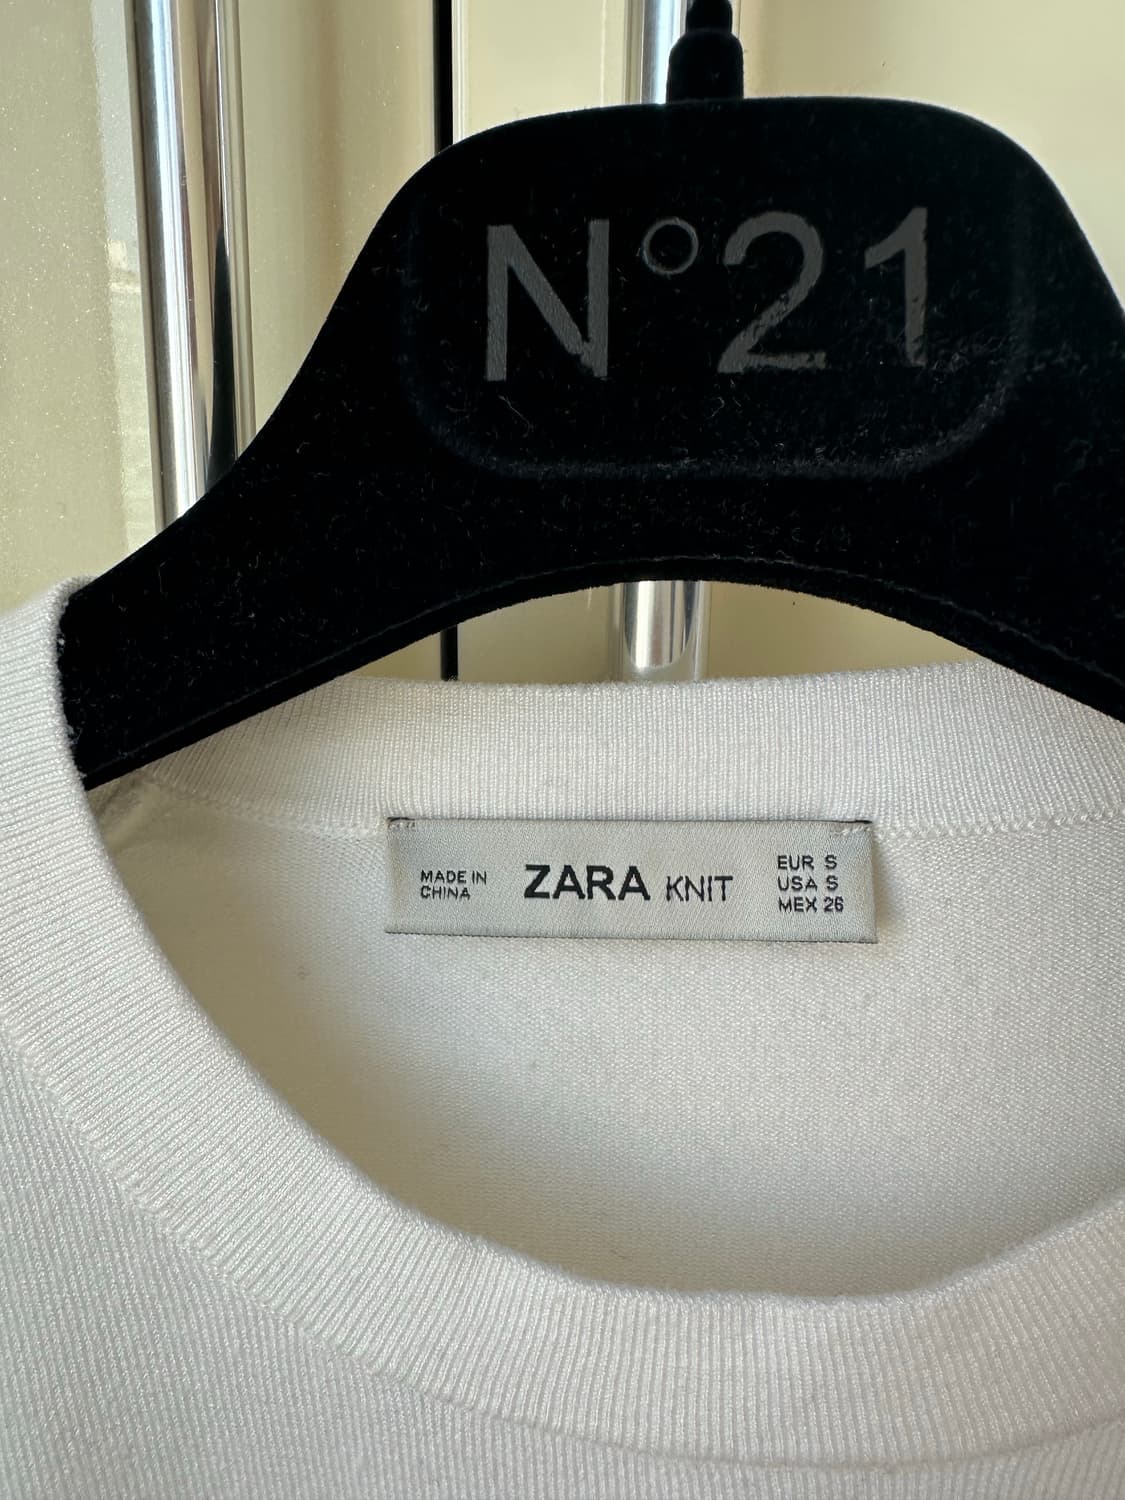 N°21
MADE IN
CHINA
ZARA KNIT
EUR S
USA S
MEX 26